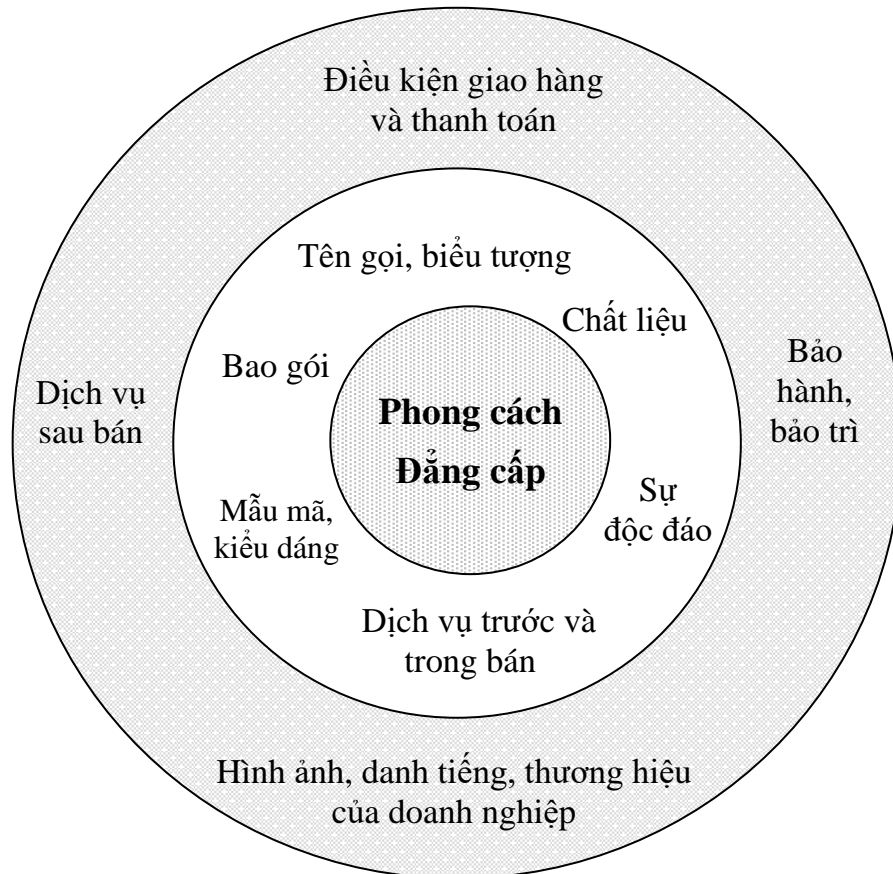 Điều kiện giao hàng
và thanh toán
Tên gọi, biểu tượng
Chất liệu
Bao gói
Bảo
hành,
bảo trì
Dịch vụ
sau bán
Phong cách
Đẳng cấp
Sự
độc đáo
Mẫu mã,
kiểu dáng
Dịch vụ trước và
trong bán
Hình ảnh, danh tiếng, thương hiệu
của doanh nghiệp